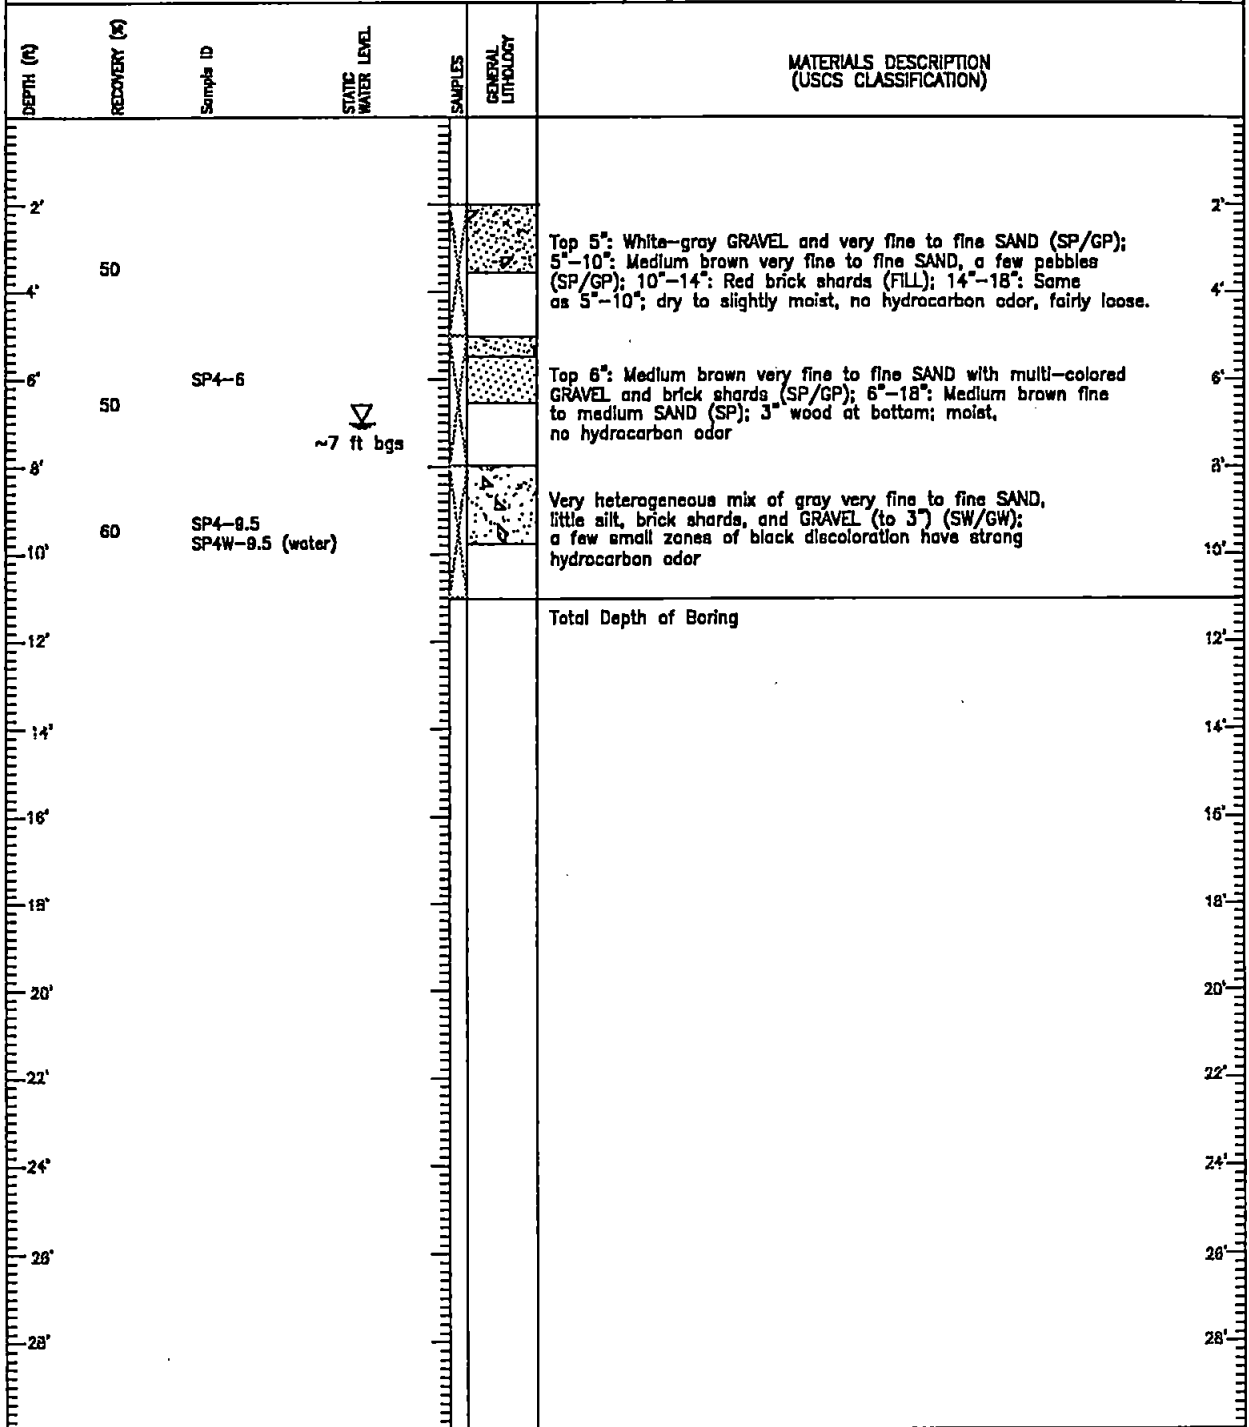 DEPTH (ft)
RECOVERY (%)
Sample ID
STATIC
WATER LEVEL
SAMPLES
GENERAL
LITHOLOGY
MATERIALS DESCRIPTION
(USCS CLASSIFICATION)
2'
2'
Top 5": White-gray GRAVEL and very fine to fine SAND (SP/GP);
5"-10": Medium brown very fine to fine SAND, a few pebbles
(SP/GP); 10"-14": Red brick shards (FILL); 14"-18": Same
as 5"-10"; dry to slightly moist, no hydrocarbon odor, fairly loose.
50
4'
4'
6'
SP4-6
6'
Top 6": Medium brown very fine to fine SAND with multi-colored
GRAVEL and brick shards (SP/GP); 6"-18": Medium brown fine
to medium SAND (SP); 3" wood at bottom; moist,
no hydrocarbon odor
50
~7 ft bgs
8'
8'
Very heterogeneous mix of gray very fine to fine SAND,
little silt, brick shards, and GRAVEL (to 3") (SW/GW);
a few small zones of black discoloration have strong
hydrocarbon odor
60
SP4-9.5
SP4W-9.5 (water)
10'
10'
Total Depth of Boring
12'
12'
14'
14'
16'
16'
18'
18'
20'
20'
22'
22'
24'
24'
26'
26'
28'
28'